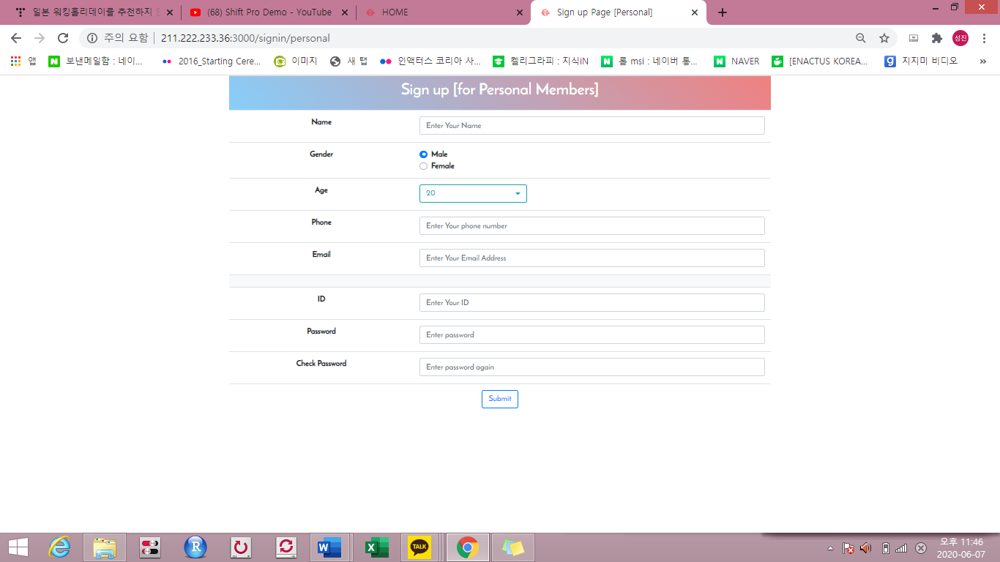 일본 워킹홀리데이를 추천하지
(68) Shift Pro Demo - YouTube
HOME
Sign up Page [Personal]
주의 요함
211.222.233.36:3000/signin/personal
성진
앱
보낸메일함 : 네이...
2016_Starting Cere...
이미지
새 탭
인액터스 코리아 사...
켈리그라피 : 지식iN
롤 msi : 네이버 통...
NAVER
[ENACTUS KOREA...
지지미 비디오
Sign up [for Personal Members]
Name
Enter Your Name
Gender
Male
Female
Age
20
Phone
Enter Your phone number
Email
Enter Your Email Address
ID
Enter Your ID
Password
Enter password
Check Password
Enter password again
Submit
TALK
오후 11:46
2020-06-07